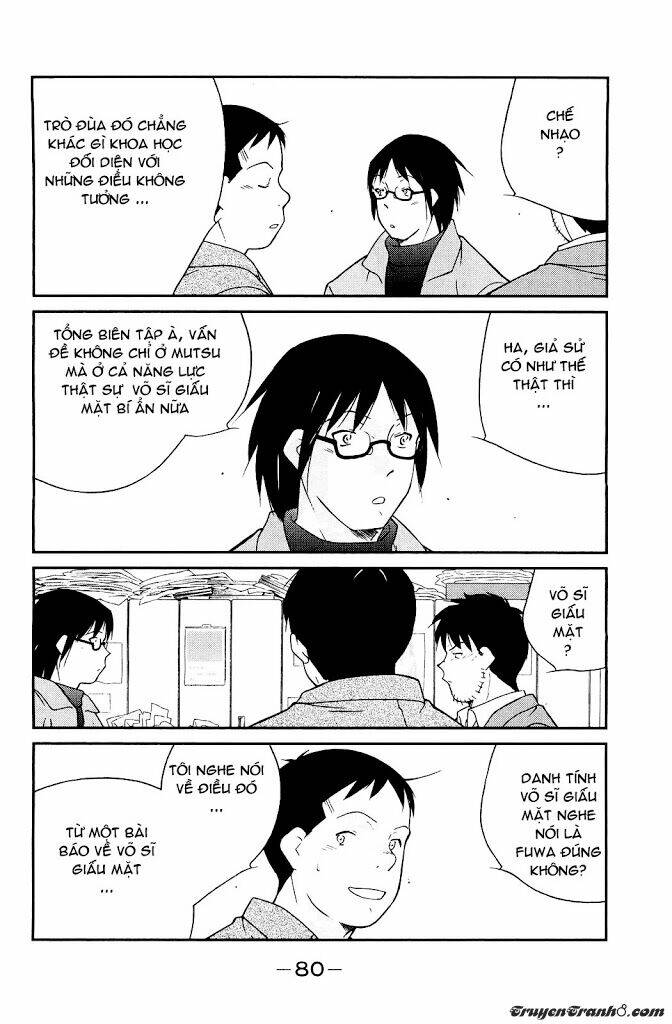 CHẾ
NHẠO
?
TRÒ ĐÙA ĐÓ CHẲNG
KHÁC GÌ KHOA HỌC
ĐỐI DIỆN VỚI
NHỮNG ĐIỀU KHÔNG
TƯỞNG ...
HA, GIẢ SỬ
CÓ NHƯ THẾ
THẬT THÌ
...
TỔNG BIÊN TẬP À, VẤN
ĐỀ KHÔNG CHỈ Ở MUTSU
MÀ Ở CẢ NĂNG LỰC
THẬT SỰ VÕ SĨ GIẤU
MẶT BÍ ẨN NỮA
VÕ SĨ
GIẤU
MẶT
?
DANH TÍNH
VÕ SĨ GIẤU
MẶT NGHE
NÓI LÀ
FUWA ĐÚNG
KHÔNG?
TÔI NGHE NÓI
VỀ ĐIỀU ĐÓ
...
TỪ MỘT BÀI
BÁO VỀ VÕ SĨ
GIẤU MẶT
...
-80-
TruyenTranh8.com